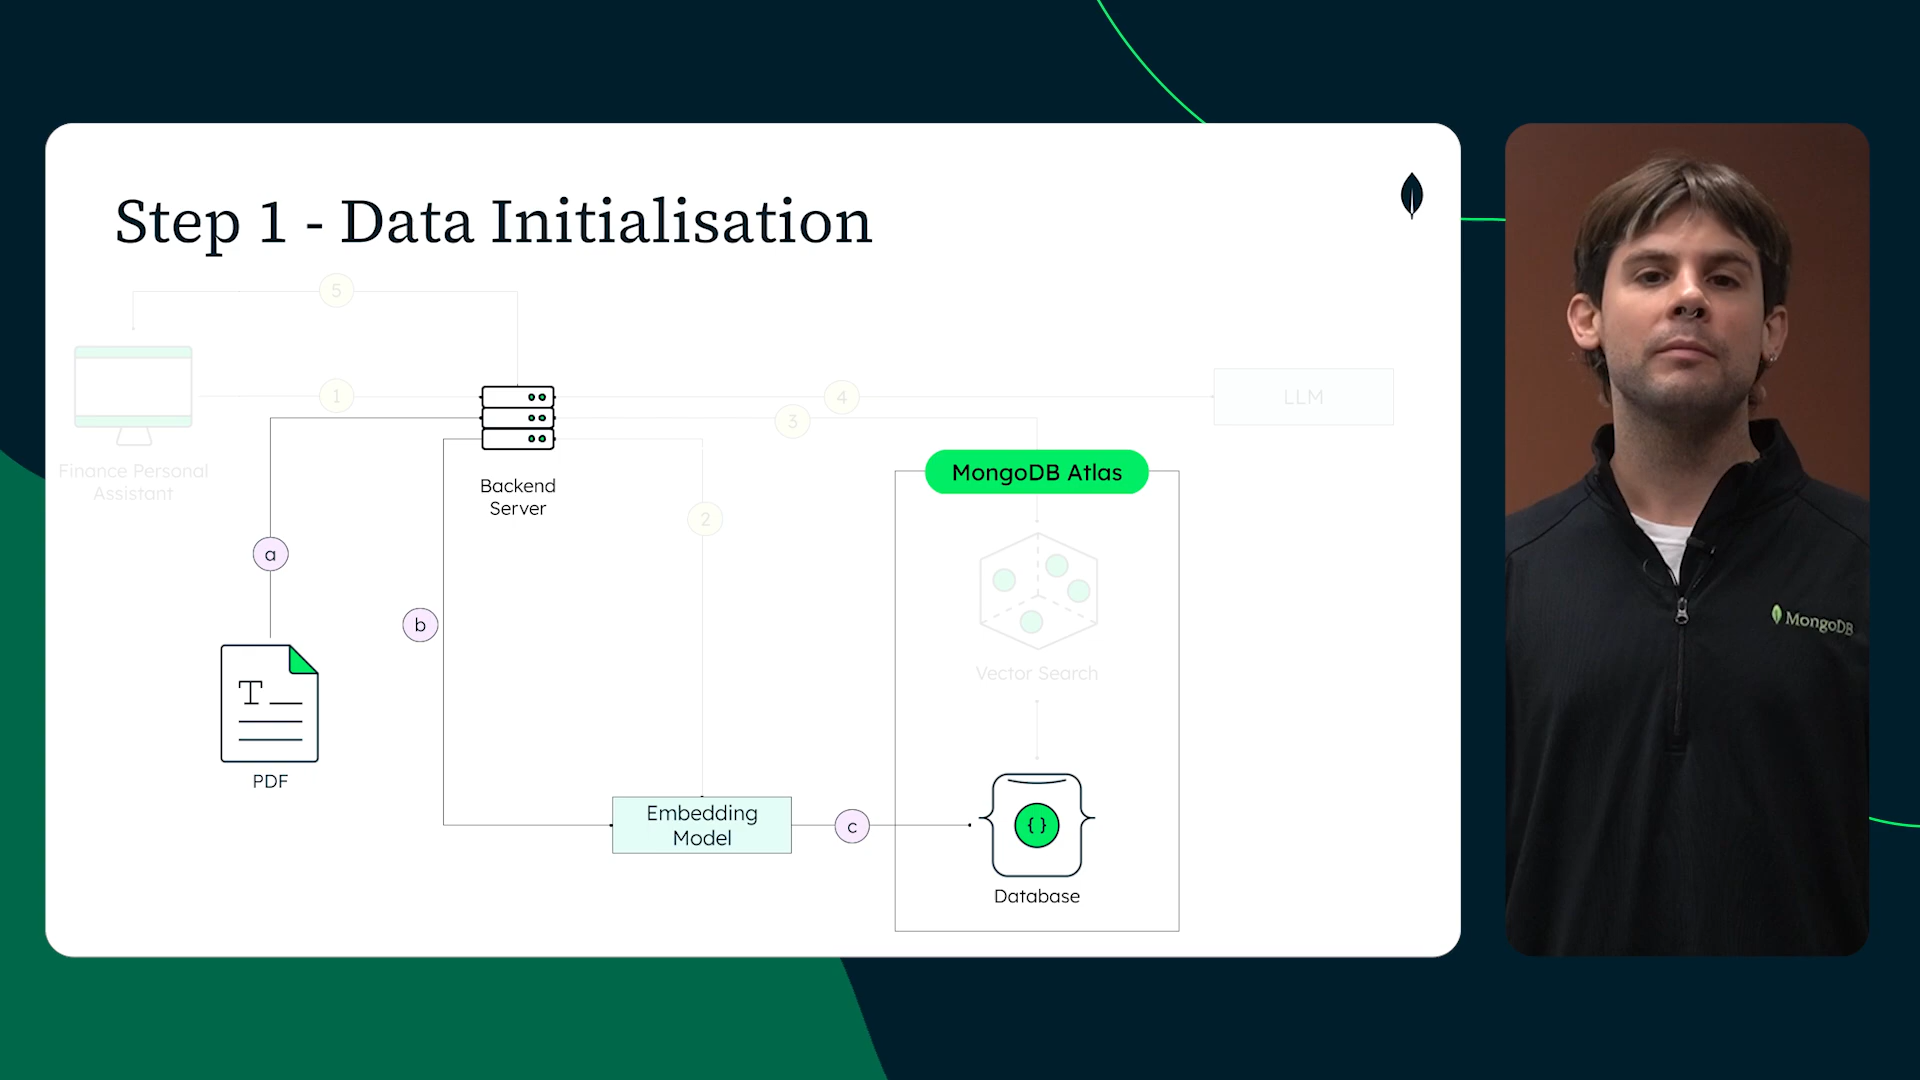 Step 1 - Data Initialisation
5
1
4
3
LLM
Finance Personal
Assistant
Backend
Server
MongoDB Atlas
2
a
b
Vector Search
T
PDF
Embedding
Model
c
{ }
Database
MongoDB